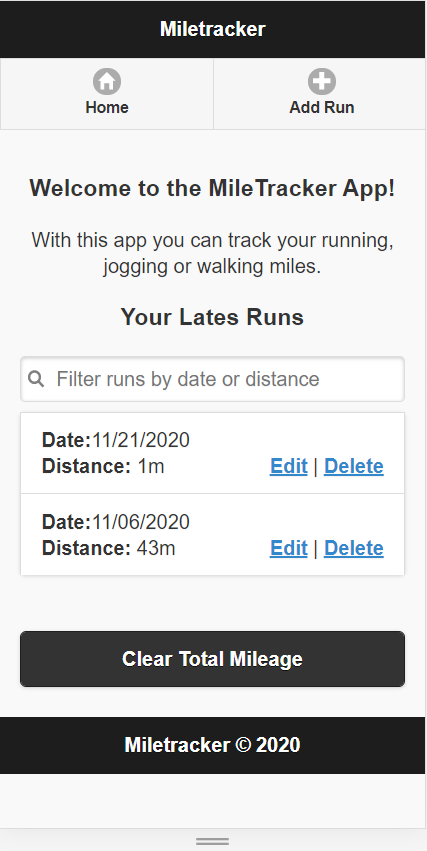 Miletracker
Home
Add Run
Welcome to the MileTracker App!
With this app you can track your running,
jogging or walking miles.
Your Lates Runs
Filter runs by date or distance
Date:11/21/2020
Distance: 1m Edit | Delete
Date:11/06/2020
Distance: 43m Edit | Delete
Clear Total Mileage
Miletracker © 2020